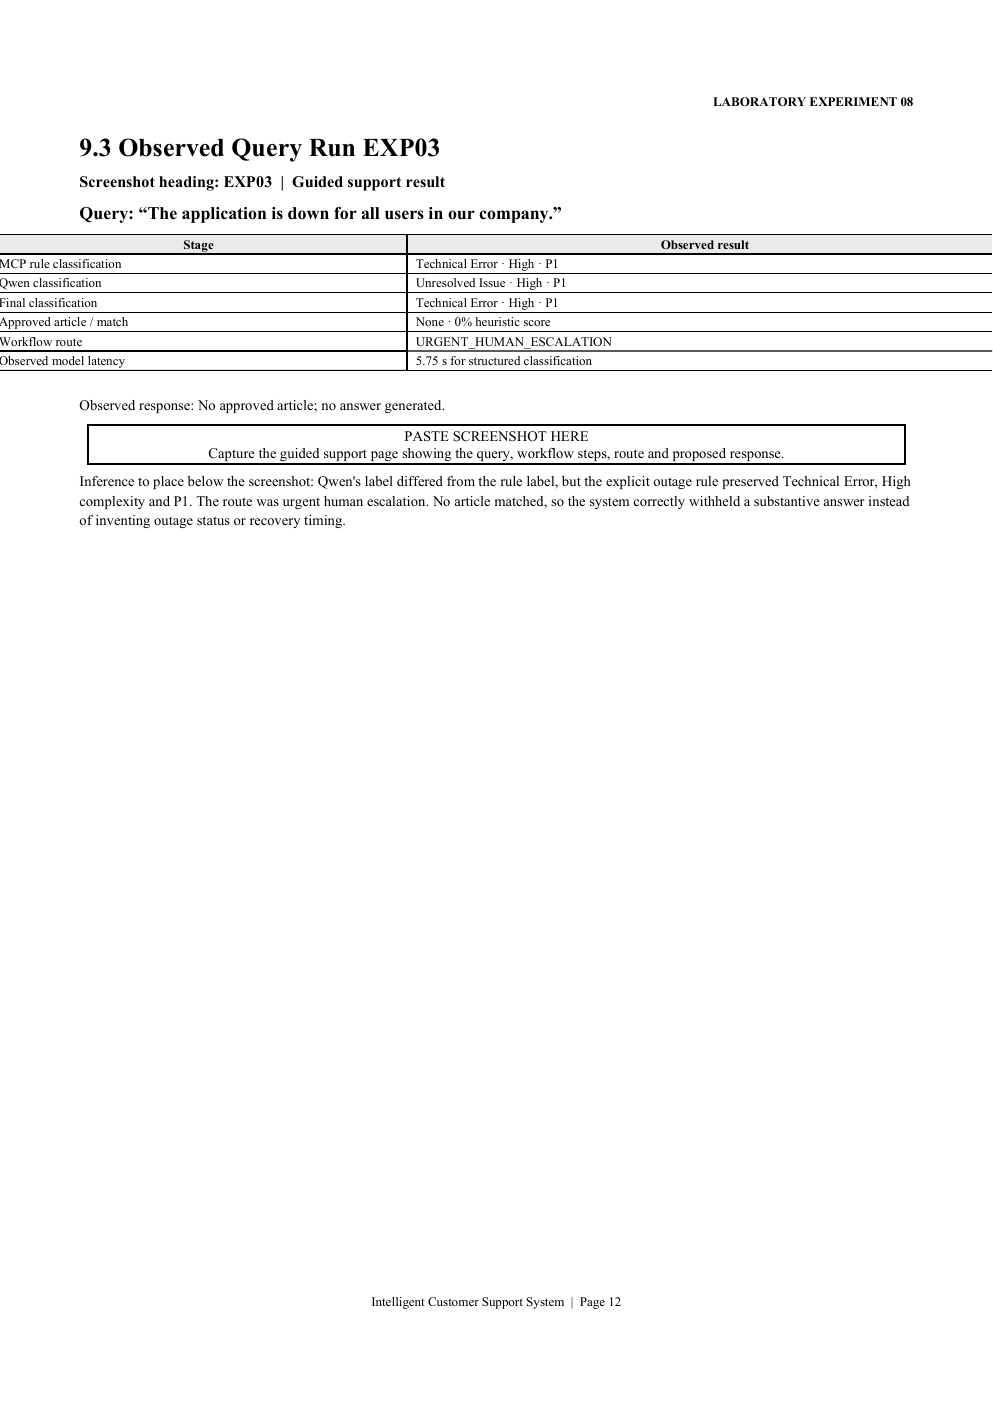 LABORATORY EXPERIMENT 08
9.3 Observed Query Run EXP03
Screenshot heading: EXP03 | Guided support result
Query: “The application is down for all users in our company.”
Stage Observed result
MCP rule classification Technical Error · High · P1
Qwen classification Unresolved Issue · High · P1
Final classification Technical Error · High · P1
Approved article / match None · 0% heuristic score
Workflow route URGENT_HUMAN_ESCALATION
Observed model latency 5.75 s for structured classification
Observed response: No approved article; no answer generated.
PASTE SCREENSHOT HERE
Capture the guided support page showing the query, workflow steps, route and proposed response.
Inference to place below the screenshot: Qwen's label differed from the rule label, but the explicit outage rule preserved Technical Error, High
complexity and P1. The route was urgent human escalation. No article matched, so the system correctly withheld a substantive answer instead
of inventing outage status or recovery timing.
Intelligent Customer Support System | Page 12